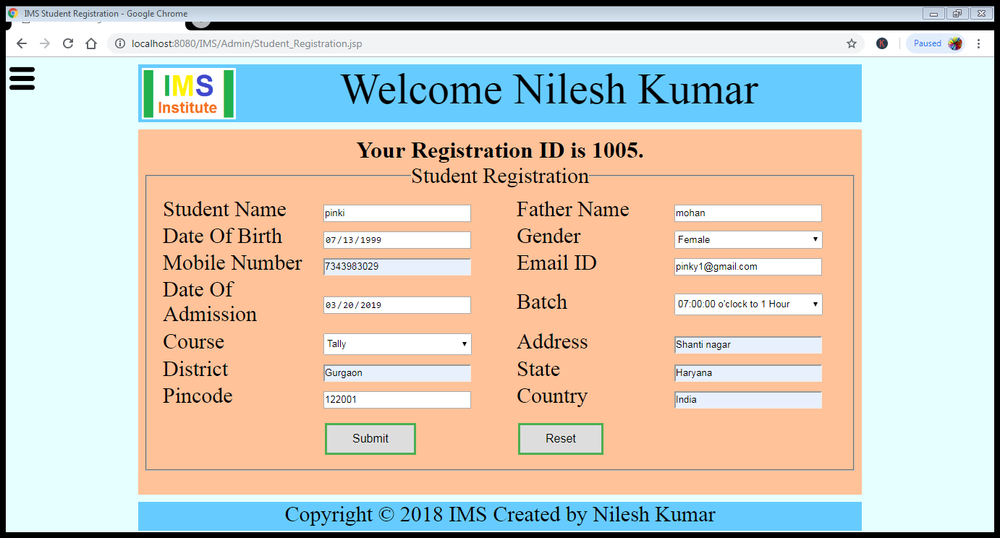 IMS Student Registration - Google Chrome
localhost:8080/IMS/Admin/Student_Registration.jsp
K
Paused
IMS
Institute
Welcome Nilesh Kumar
Your Registration ID is 1005.
Student Registration
Student Name pinki Father Name mohan
Date Of Birth 07/13/1999 Gender Female
Mobile Number 7343983029 Email ID pinky1@gmail.com
Date Of
Admission 03/20/2019 Batch 07:00:00 o'clock to 1 Hour
Course Tally Address Shanti nagar
District Gurgaon State Haryana
Pincode 122001 Country India
Submit Reset
Copyright © 2018 IMS Created by Nilesh Kumar